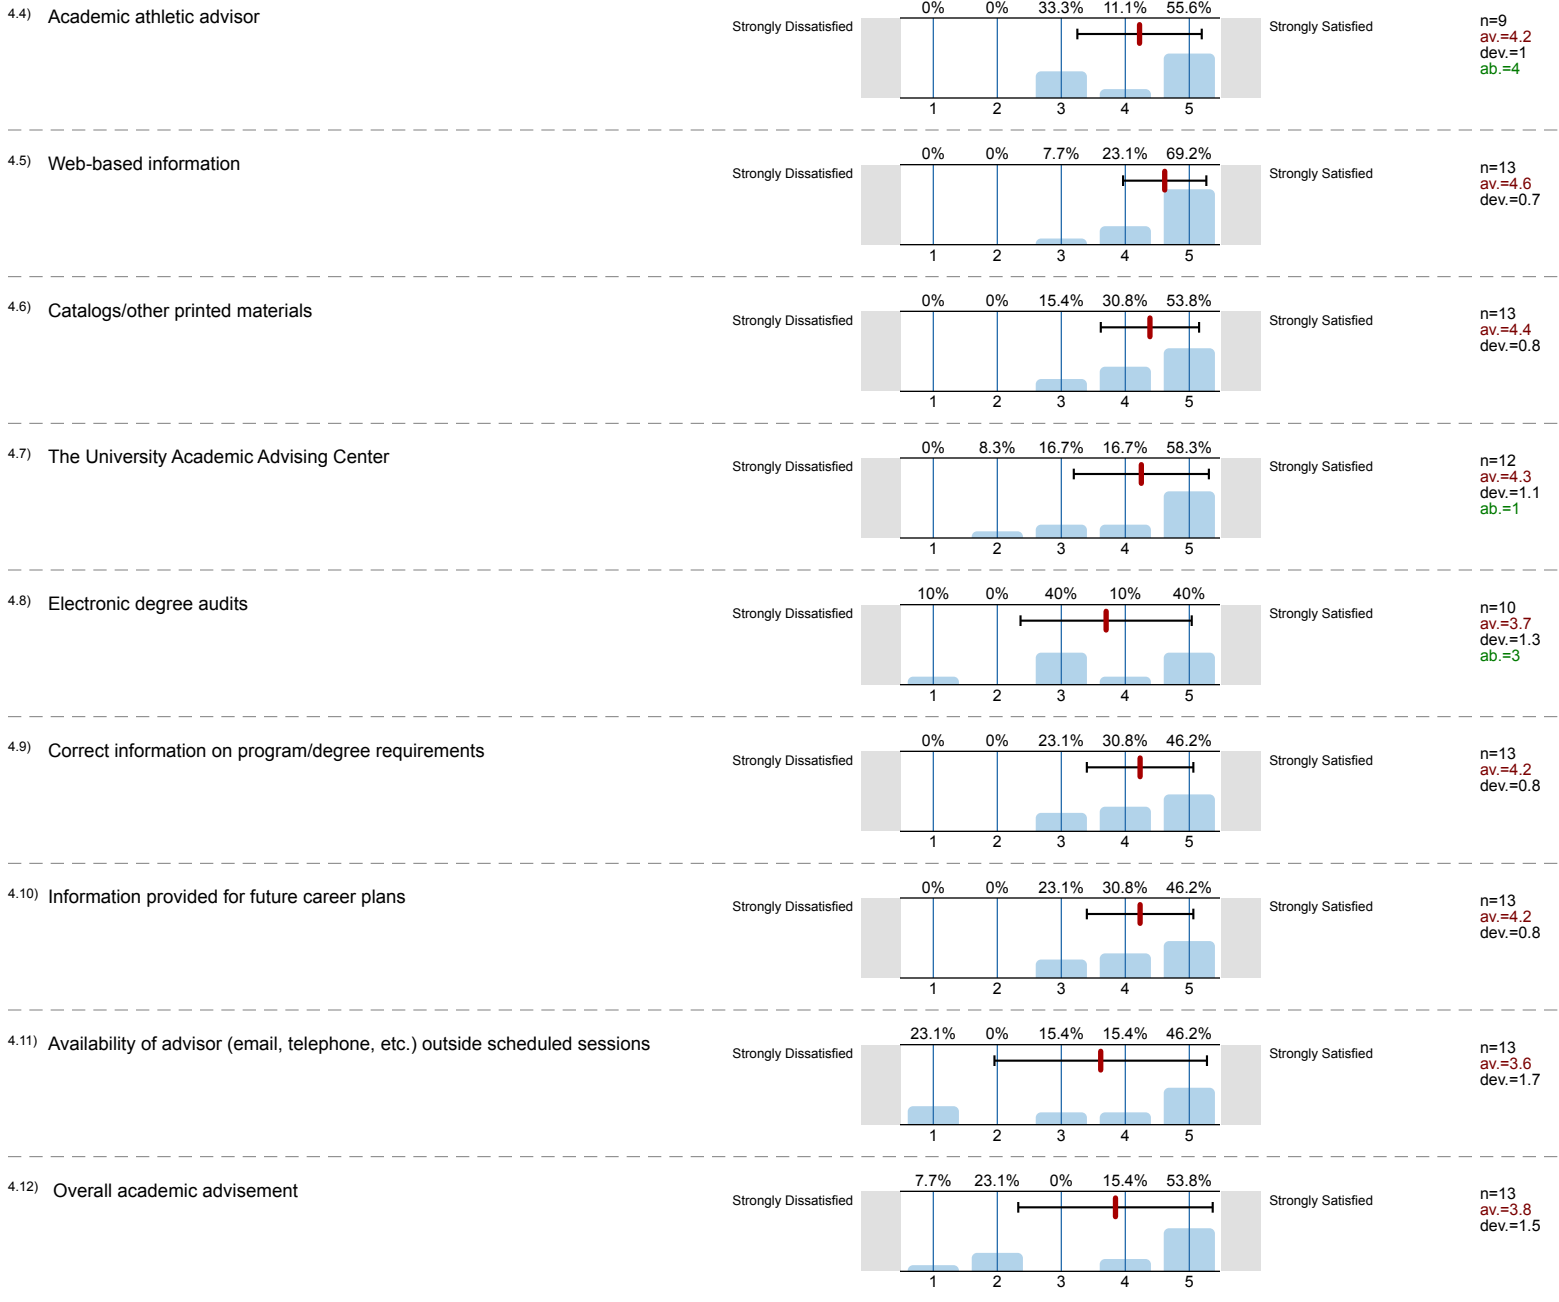 4.4) Academic athletic advisor
0% 0% 33.3% 11.1% 55.6%
Strongly Dissatisfied Strongly Satisfied
n=9
av.=4.2
dev.=1
ab.=4
1 2 3 4 5
4.5) Web-based information
0% 0% 7.7% 23.1% 69.2%
Strongly Dissatisfied Strongly Satisfied
n=13
av.=4.6
dev.=0.7
1 2 3 4 5
4.6) Catalogs/other printed materials
0% 0% 15.4% 30.8% 53.8%
Strongly Dissatisfied Strongly Satisfied
n=13
av.=4.4
dev.=0.8
1 2 3 4 5
4.7) The University Academic Advising Center
0% 8.3% 16.7% 16.7% 58.3%
Strongly Dissatisfied Strongly Satisfied
n=12
av.=4.3
dev.=1.1
ab.=1
1 2 3 4 5
4.8) Electronic degree audits
10% 0% 40% 10% 40%
Strongly Dissatisfied Strongly Satisfied
n=10
av.=3.7
dev.=1.3
ab.=3
1 2 3 4 5
4.9) Correct information on program/degree requirements
0% 0% 23.1% 30.8% 46.2%
Strongly Dissatisfied Strongly Satisfied
n=13
av.=4.2
dev.=0.8
1 2 3 4 5
4.10) Information provided for future career plans
0% 0% 23.1% 30.8% 46.2%
Strongly Dissatisfied Strongly Satisfied
n=13
av.=4.2
dev.=0.8
1 2 3 4 5
4.11) Availability of advisor (email, telephone, etc.) outside scheduled sessions
23.1% 0% 15.4% 15.4% 46.2%
Strongly Dissatisfied Strongly Satisfied
n=13
av.=3.6
dev.=1.7
1 2 3 4 5
4.12) Overall academic advisement
7.7% 23.1% 0% 15.4% 53.8%
Strongly Dissatisfied Strongly Satisfied
n=13
av.=3.8
dev.=1.5
1 2 3 4 5